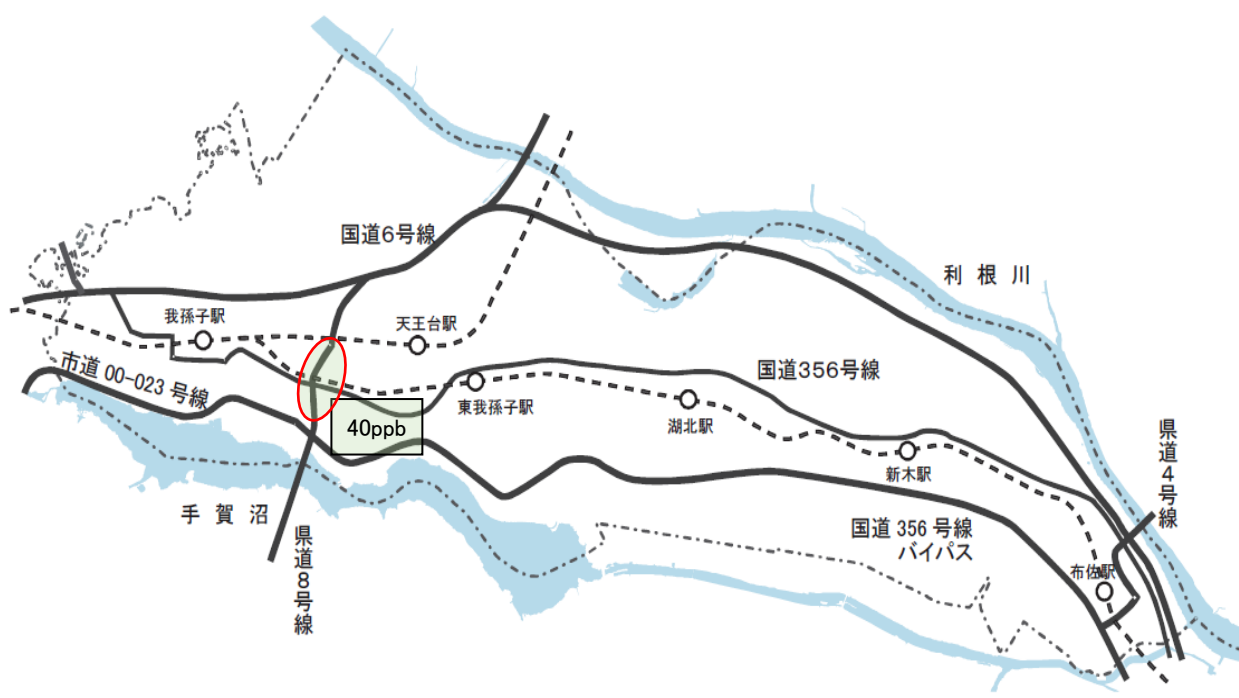 国道6号線
利根川
我孫子駅
天王台駅
市道 00-023 号線
国道356号線
東我孫子駅
湖北駅
40ppb
新木駅
県道4号線
手賀沼
県道8号線
国道 356 号線
バイパス
布佐駅